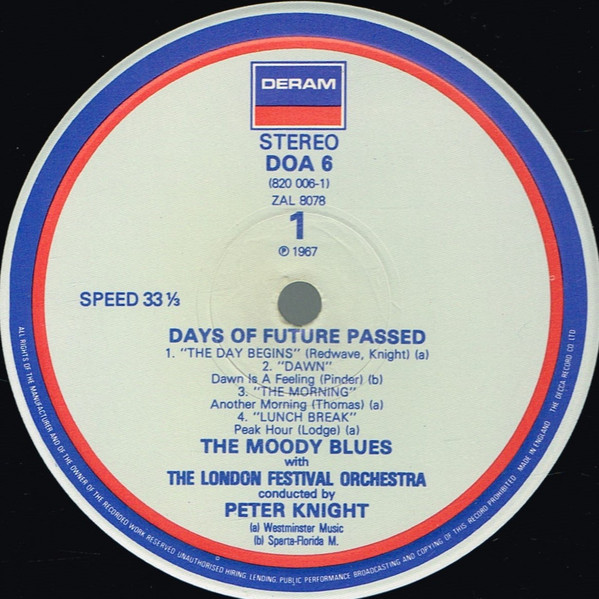 DERAM
STEREO
DOA 6
(820 006-1)
ZAL 8078
1
℗ 1967
SPEED 33 ⅓
DAYS OF FUTURE PASSED
1. "THE DAY BEGINS" (Redwave, Knight) (a)
2. "DAWN"
Dawn Is A Feeling (Pinder) (b)
3. "THE MORNING"
Another Morning (Thomas) (a)
4. "LUNCH BREAK"
Peak Hour (Lodge) (a)
THE MOODY BLUES
with
THE LONDON FESTIVAL ORCHESTRA
conducted by
PETER KNIGHT
(a) Westminster Music
(b) Sparta-Florida M.
ALL RIGHTS OF THE MANUFACTURER AND OF THE OWNER OF THE RECORDED WORK RESERVED. UNAUTHORISED HIRING, LENDING, PUBLIC PERFORMANCE, BROADCASTING AND COPYING OF THIS RECORD PROHIBITED. MADE IN ENGLAND. THE DECCA RECORD CO LTD